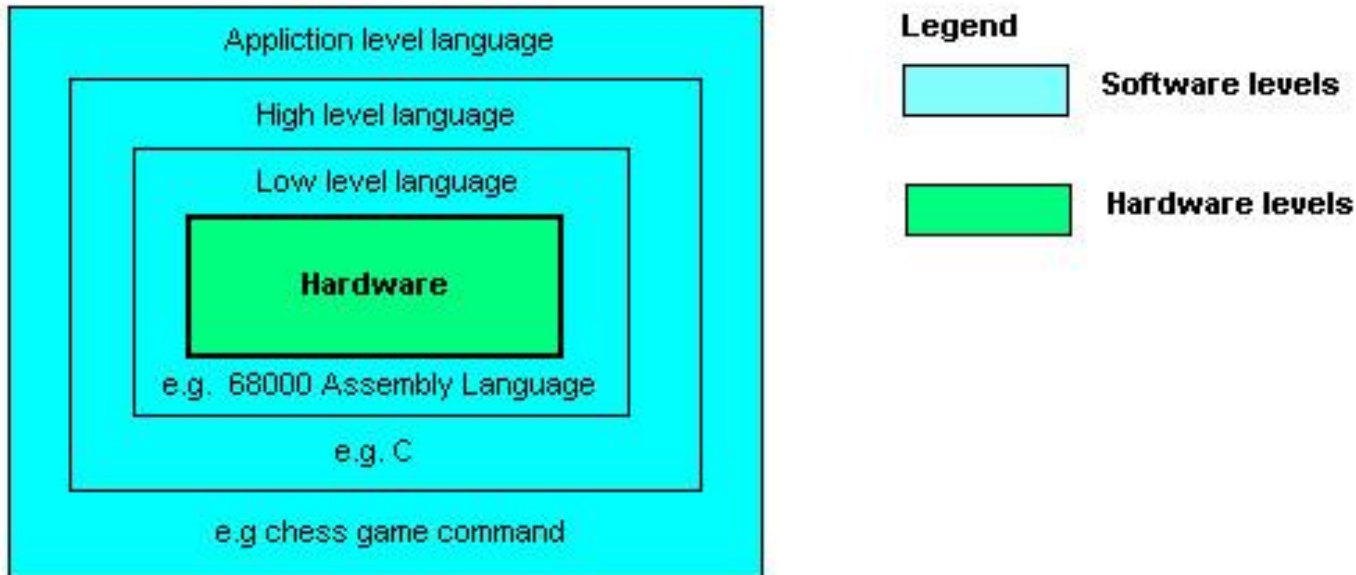 Appliction level language
High level language
Low level language
Hardware
e.g. 68000 Assembly Language
e.g. C
e.g chess game command
Legend
Software levels
Hardware levels